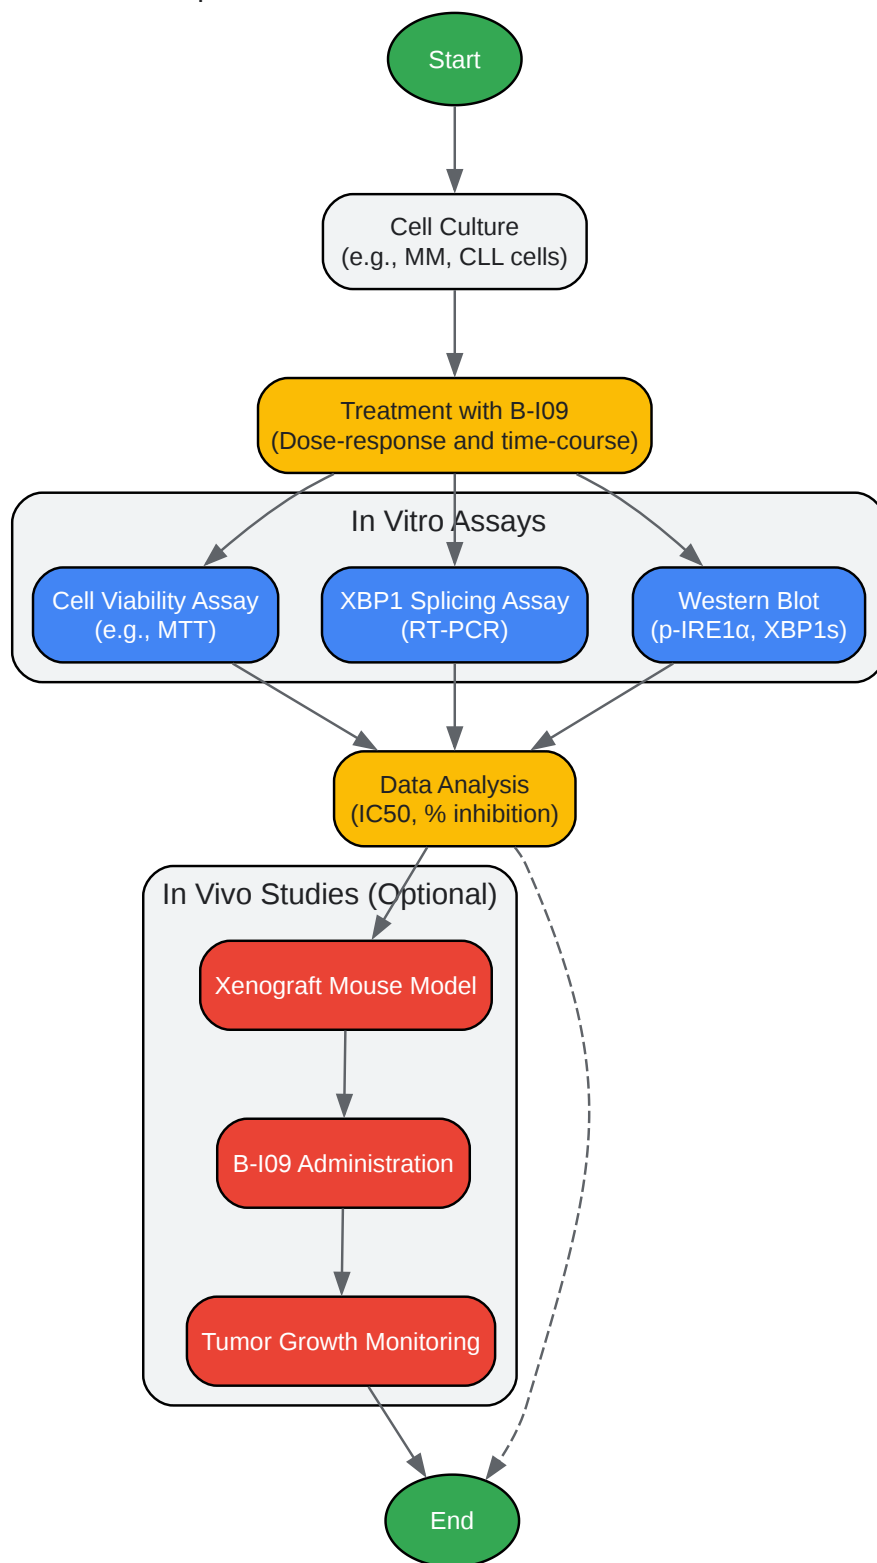 Start
Cell Culture
(e.g., MM, CLL cells)
Treatment with B-I09
(Dose-response and time-course)
In Vitro Assays
Cell Viability Assay
(e.g., MTT)
XBP1 Splicing Assay
(RT-PCR)
Western Blot
(p-IRE1α, XBP1s)
Data Analysis
(IC50, % inhibition)
In Vivo Studies (Optional)
Xenograft Mouse Model
B-I09 Administration
Tumor Growth Monitoring
End